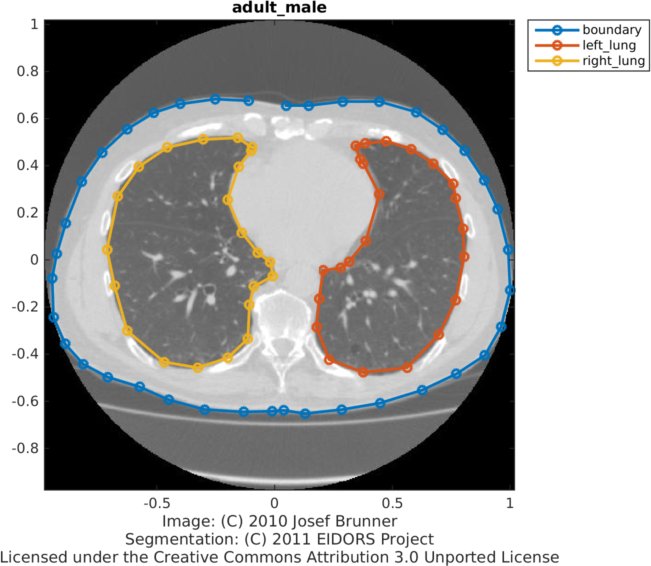 adult_male
boundary
left_lung
right_lung
1
0.8
0.6
0.4
0.2
0
-0.2
-0.4
-0.6
-0.8
-0.5 0 0.5 1
Image: (C) 2010 Josef Brunner
Segmentation: (C) 2011 EIDORS Project
Licensed under the Creative Commons Attribution 3.0 Unported License